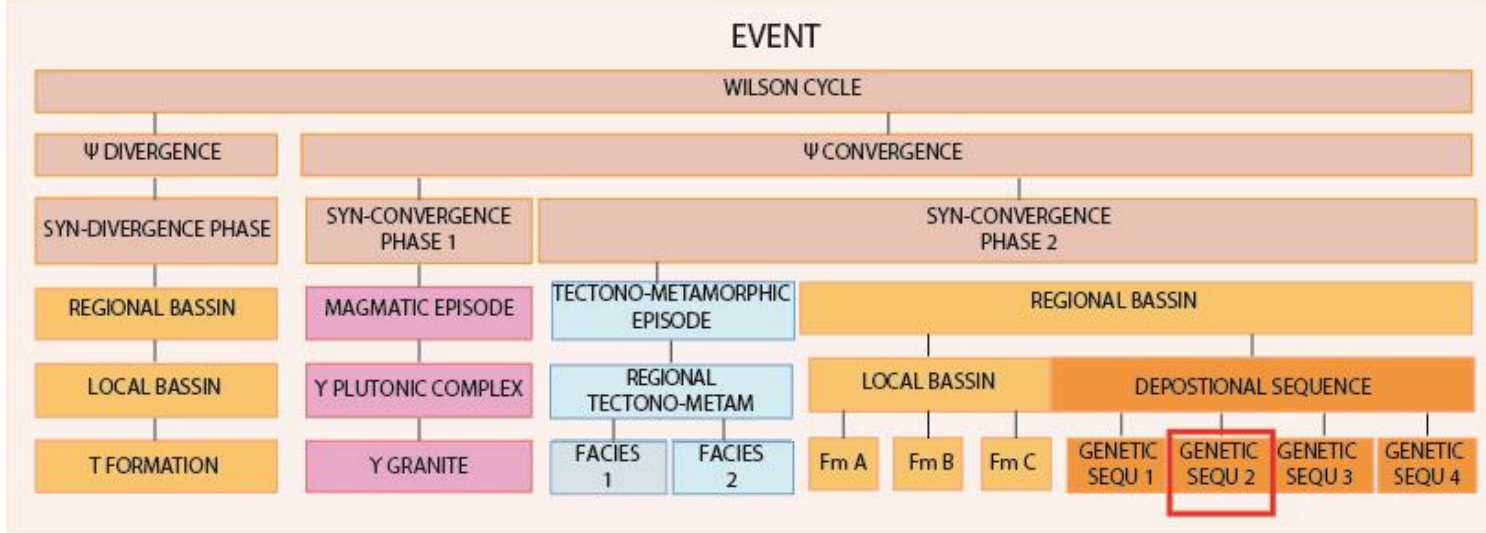 EVENT
WILSON CYCLE
Ψ DIVERGENCE
Ψ CONVERGENCE
SYN-DIVERGENCE PHASE
SYN-CONVERGENCE
PHASE 1
SYN-CONVERGENCE
PHASE 2
REGIONAL BASSIN
MAGMATIC EPISODE
TECTONO-METAMORPHIC
EPISODE
REGIONAL BASSIN
LOCAL BASSIN
Y PLUTONIC COMPLEX
REGIONAL
TECTONO-METAM
LOCAL BASSIN
DEPOSTIONAL SEQUENCE
T FORMATION
Y GRANITE
FACIES
1
FACIES
2
Fm A
Fm B
Fm C
GENETIC
SEQU 1
GENETIC
SEQU 2
GENETIC
SEQU 3
GENETIC
SEQU 4